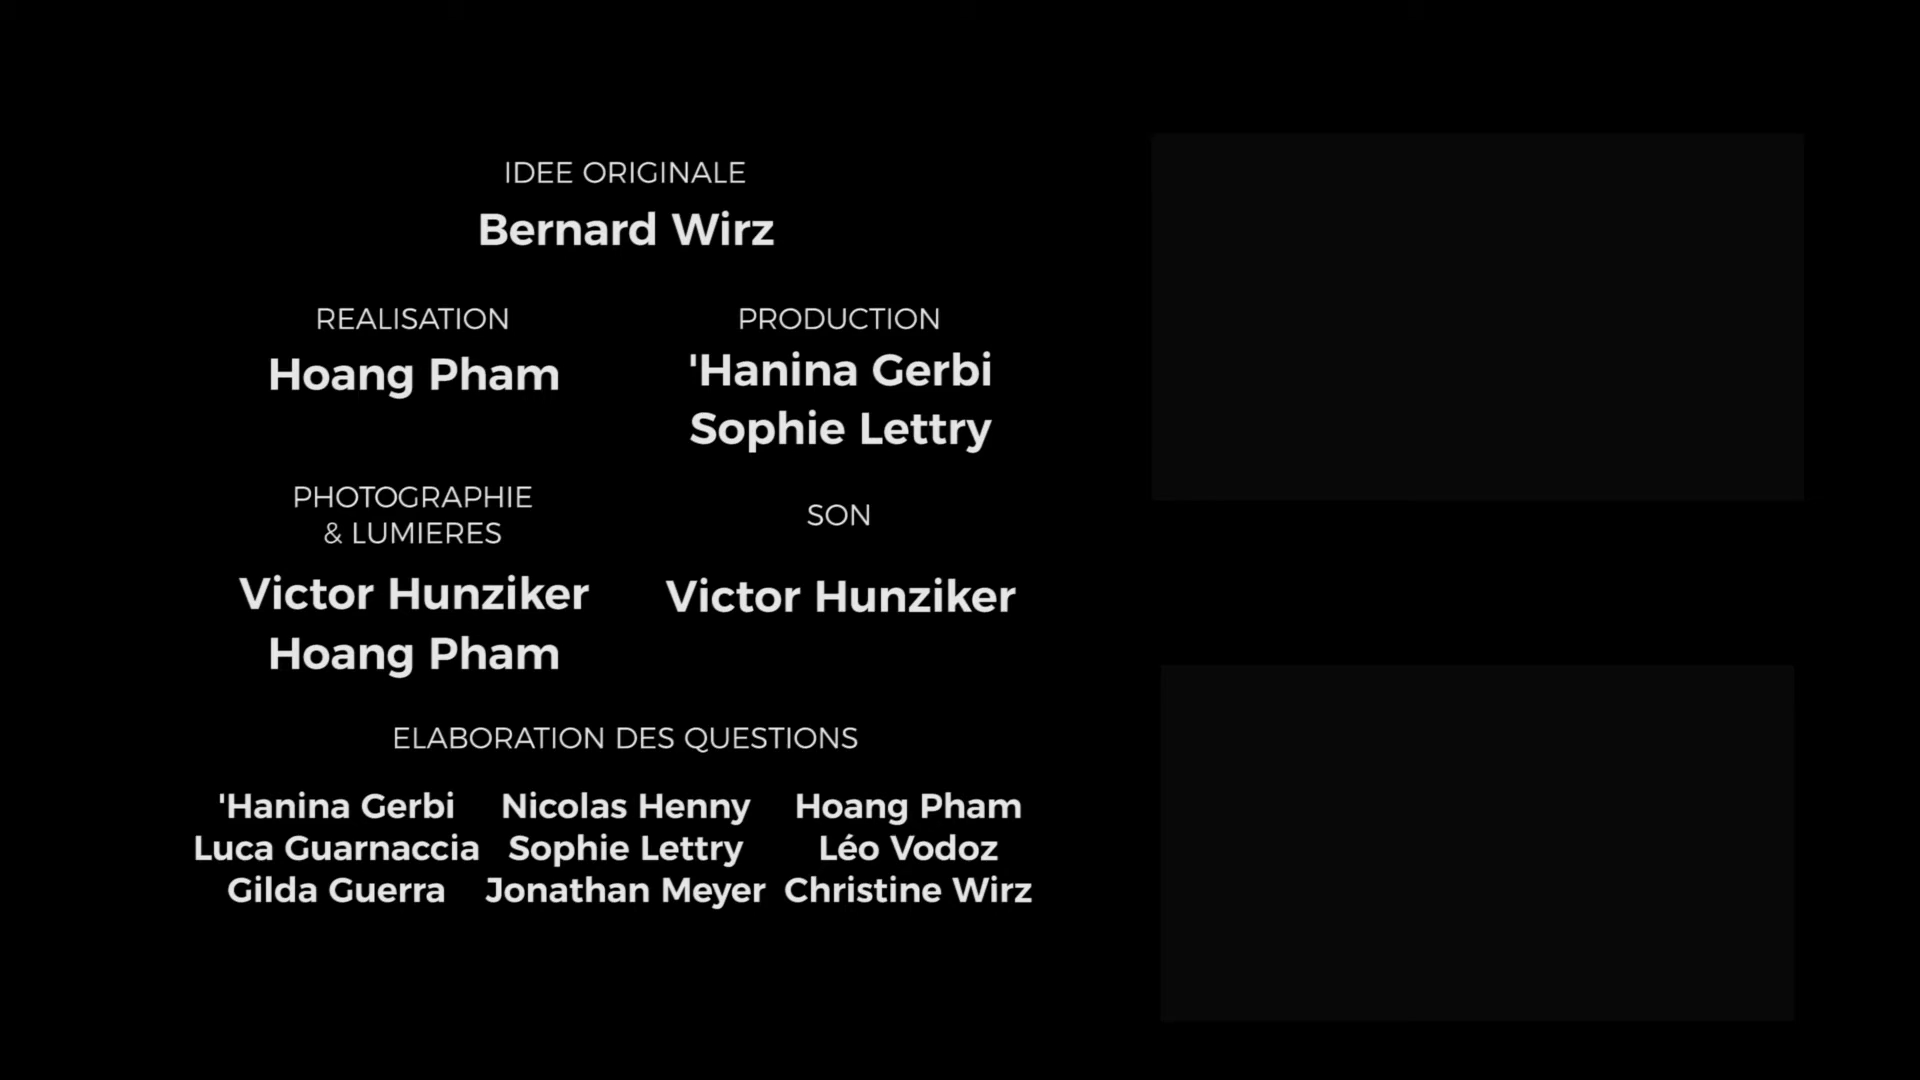 IDEE ORIGINALE
Bernard Wirz
REALISATION
Hoang Pham
PRODUCTION
'Hanina Gerbi
Sophie Lettry
PHOTOGRAPHIE
& LUMIERES
Victor Hunziker
Hoang Pham
SON
Victor Hunziker
ELABORATION DES QUESTIONS
'Hanina Gerbi
Luca Guarnaccia
Gilda Guerra
Nicolas Henny
Sophie Lettry
Jonathan Meyer
Hoang Pham
Léo Vodoz
Christine Wirz